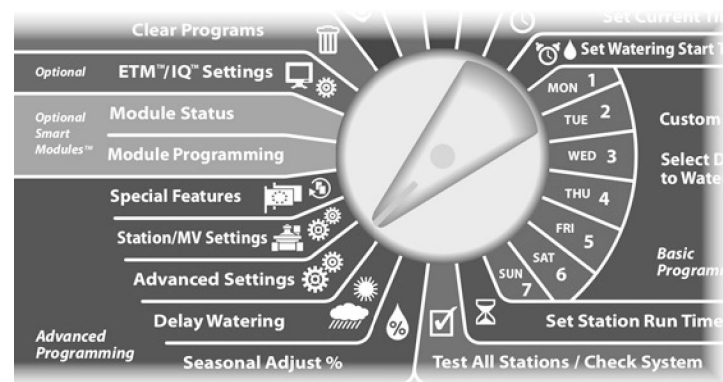 Set Current Ti
Clear Programs
Set Watering Start T
Optional
ETM™/IQ™ Settings
Optional
Smart
Modules™
Module Status
Module Programming
MON 1
TUE 2
WED 3
THU 4
FRI 5
SAT 6
SUN 7
Custom
Select D
to Wate
Special Features
Station/MV Settings
Advanced Settings
Basic
Programm
Delay Watering
%
Set Station Run Time
Advanced
Programming
Seasonal Adjust %
Test All Stations / Check System